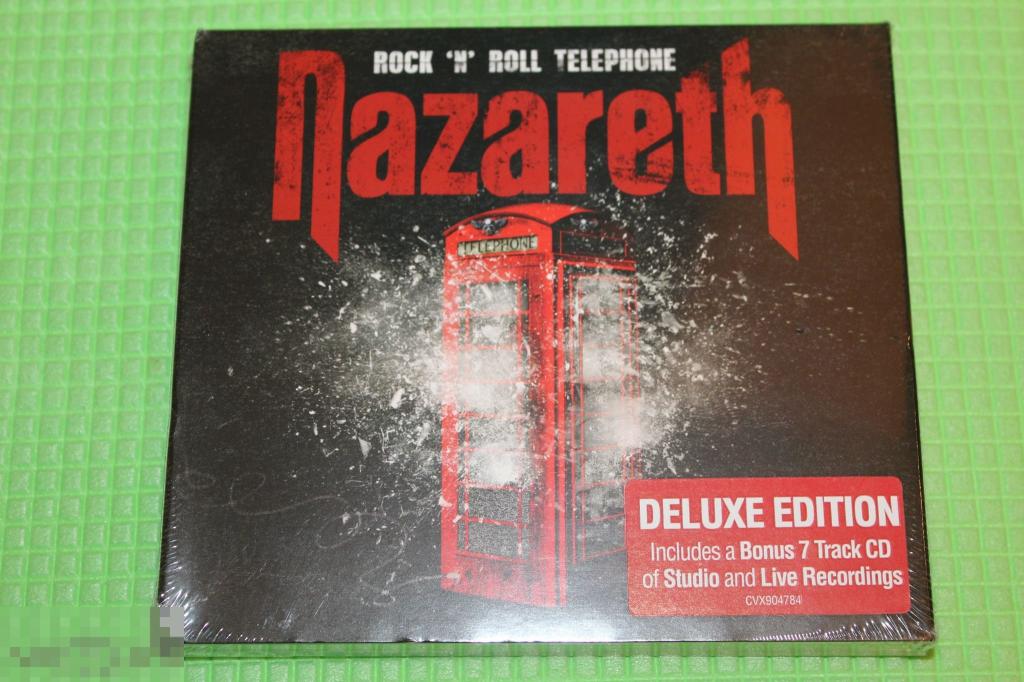 ROCK 'N' ROLL TELEPHONE
Nazareth
TELEPHONE
DELUXE EDITION
Includes a Bonus 7 Track CD
of Studio and Live Recordings
CVX904784